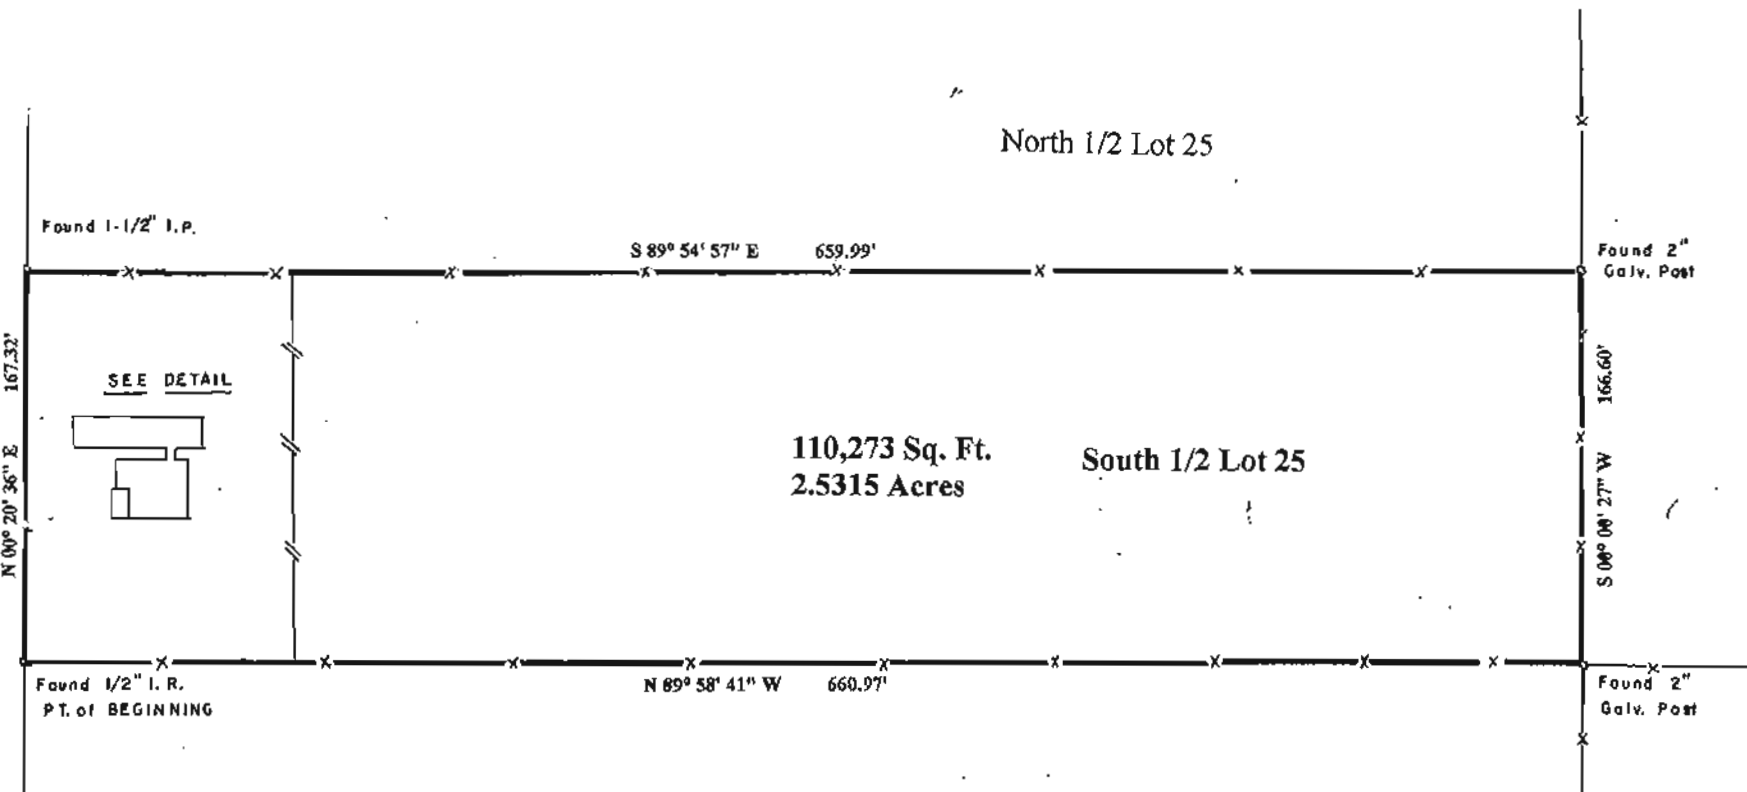 North 1/2 Lot 25
Found 1-1/2" I.P.
S 89° 54' 57" E 659.99'
Found 2"
Galv. Post
167.32'
N 00° 20' 36" E
SEE DETAIL
110,273 Sq. Ft.
2.5315 Acres
South 1/2 Lot 25
166.60'
S 00° 00' 27" W
Found 1/2" I.R.
PT. of BEGINNING
N 89° 58' 41" W 660.97'
Found 2"
Galv. Post